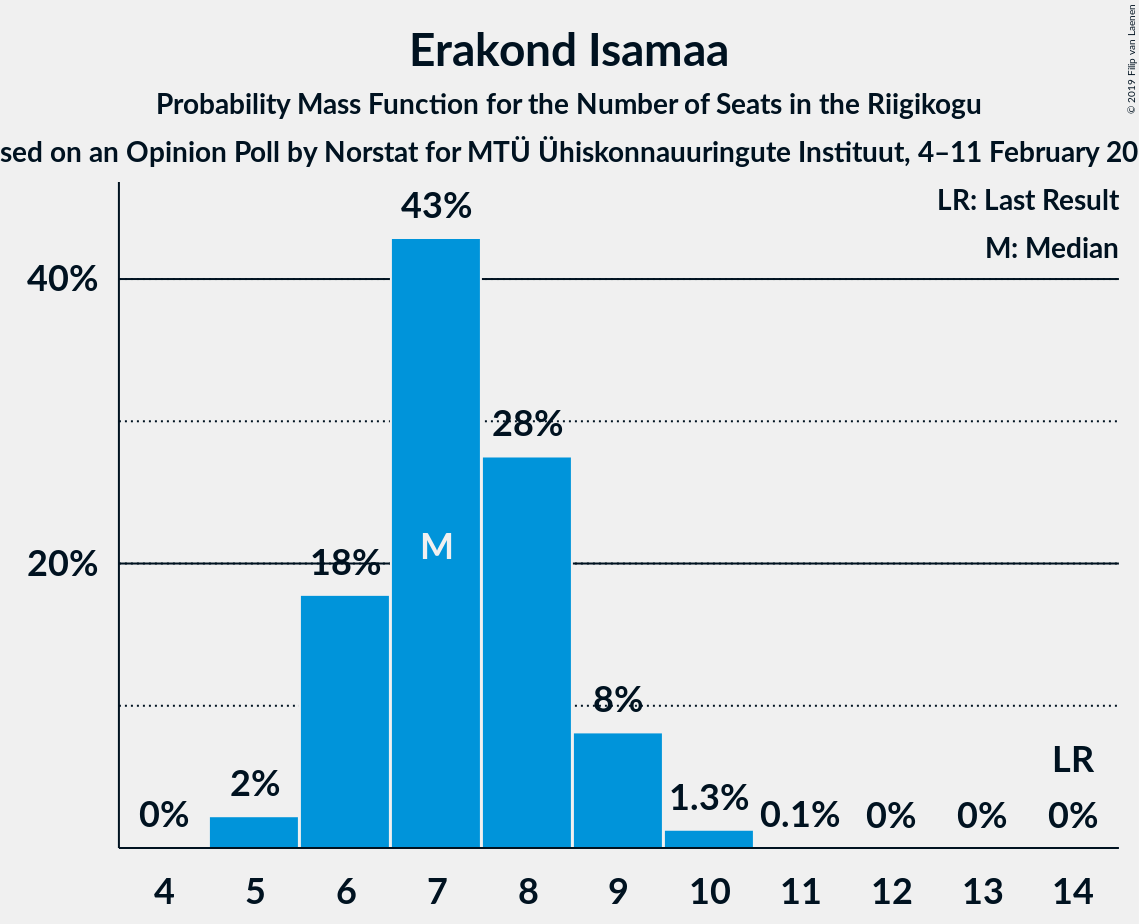 Erakond Isamaa
Probability Mass Function for the Number of Seats in the Riigikogu
sed on an Opinion Poll by Norstat for MTÜ Ühiskonnauuringute Instituut, 4–11 February 20
© 2019 Filip van Laenen
LR: Last Result
M: Median
40%
20%
0%
2%
18%
43%
28%
8%
1.3%
0.1%
0%
0%
0%
LR
M
4 5 6 7 8 9 10 11 12 13 14